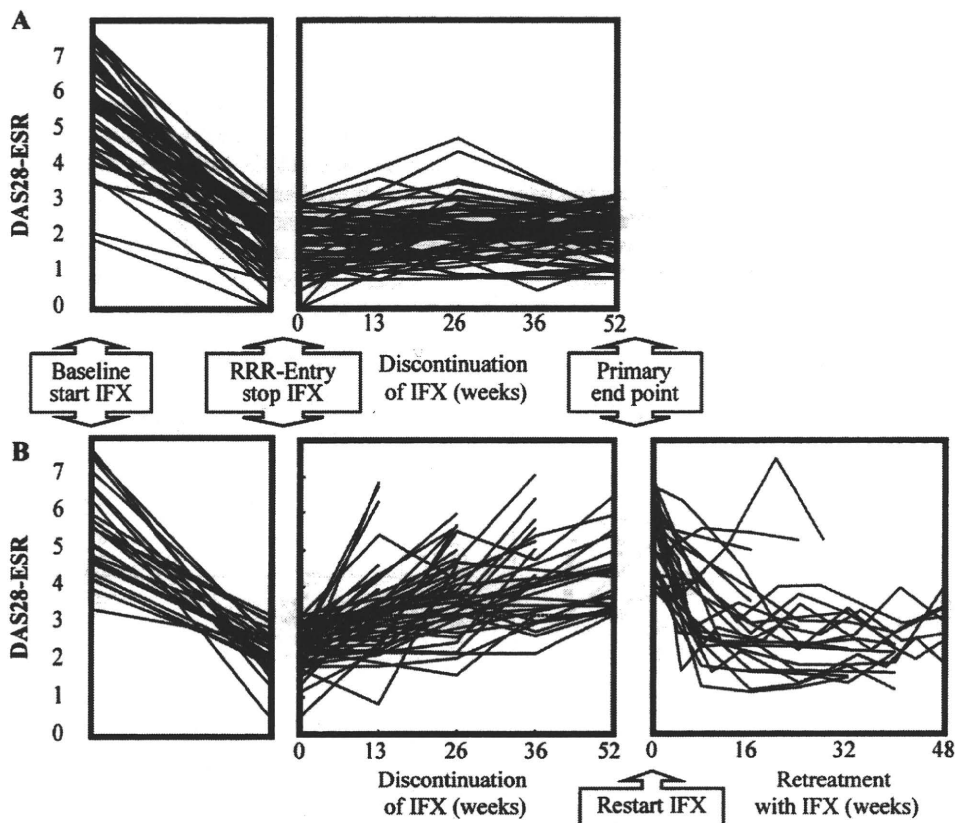 A
DAS28-ESR
7
6
5
4
3
2
1
0
0 13 26 36 52
Baseline
start IFX
RRR-Entry
stop IFX
Discontinuation
of IFX (weeks)
Primary
end point
B
DAS28-ESR
7
6
5
4
3
2
1
0
0 13 26 36 52
0 16 32 48
Discontinuation
of IFX (weeks)
Restart IFX
Retreatment
with IFX (weeks)